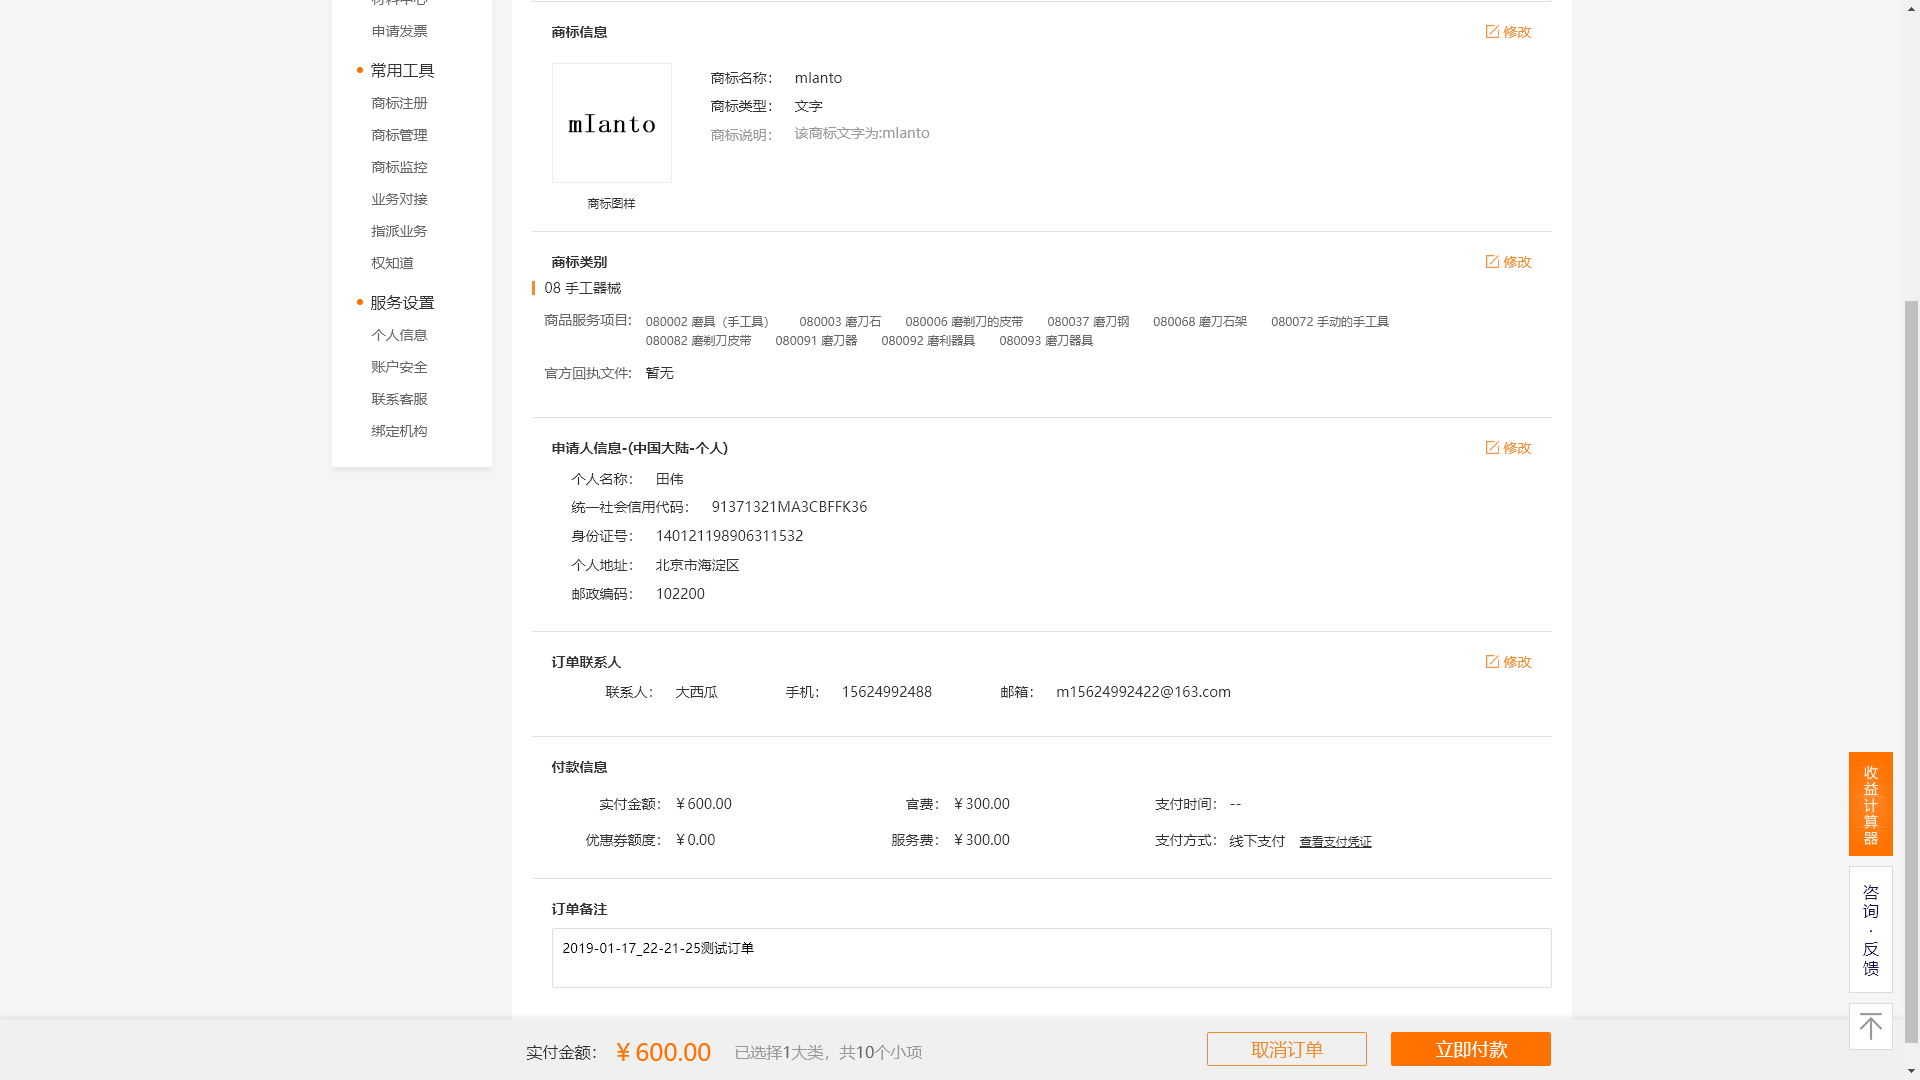 材料中心
申请发票
常用工具
商标注册
商标管理
商标监控
业务对接
指派业务
权知道
服务设置
个人信息
账户安全
联系客服
绑定机构
商标信息
修改
mIanto
商标图样
商标名称： mlanto
商标类型： 文字
商标说明： 该商标文字为:mlanto
商标类别
修改
08 手工器械
商品服务项目: 080002 磨具（手工具） 080003 磨刀石 080006 磨剃刀的皮带 080037 磨刀钢 080068 磨刀石架 080072 手动的手工具
080082 磨剃刀皮带 080091 磨刀器 080092 磨利器具 080093 磨刀器具
官方回执文件: 暂无
申请人信息-(中国大陆-个人)
修改
个人名称： 田伟
统一社会信用代码： 91371321MA3CBFFK36
身份证号： 140121198906311532
个人地址： 北京市海淀区
邮政编码： 102200
订单联系人
修改
联系人： 大西瓜 手机： 15624992488 邮箱： m15624992422@163.com
付款信息
实付金额： ￥600.00 官费： ￥300.00 支付时间： --
优惠券额度： ￥0.00 服务费： ￥300.00 支付方式： 线下支付 查看支付凭证
订单备注
2019-01-17_22-21-25测试订单
实付金额： ￥600.00 已选择1大类，共10个小项
取消订单
立即付款
收益计算器
咨询·反馈